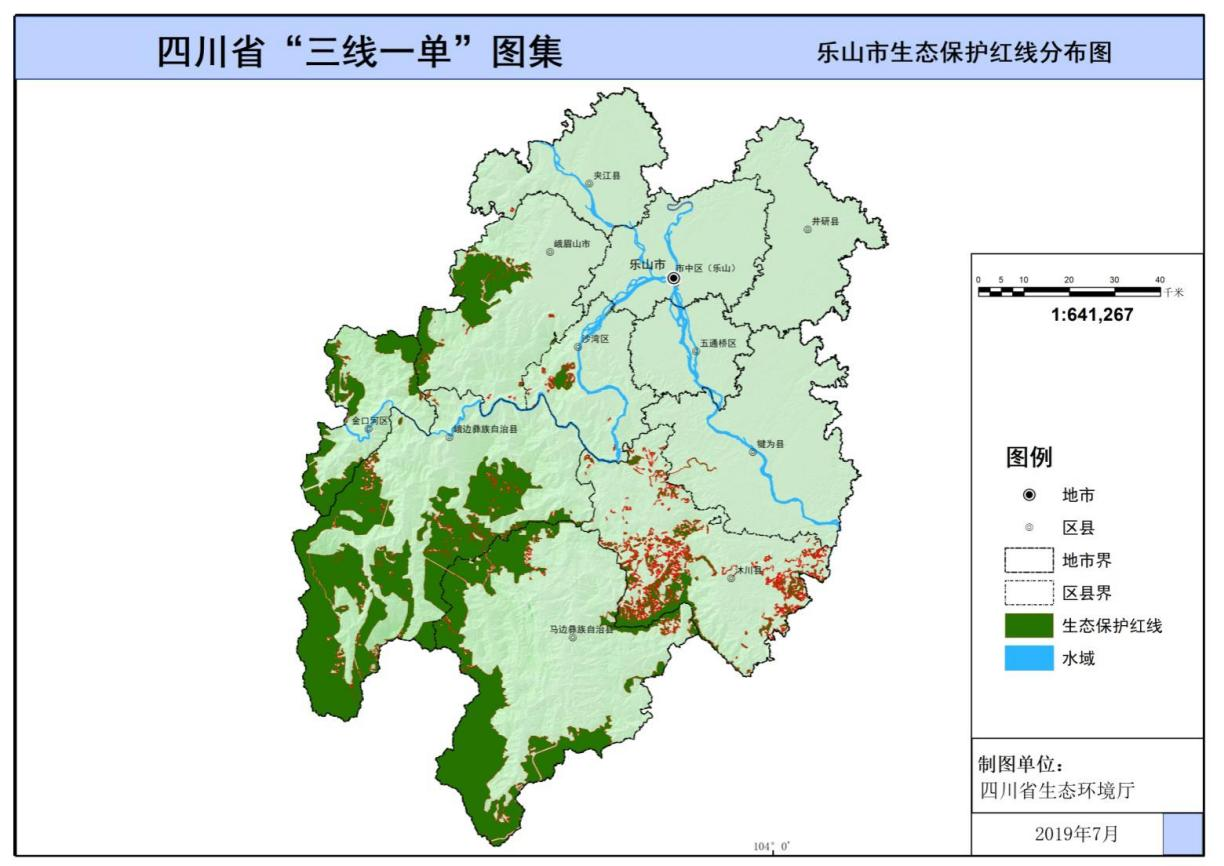 四川省“三线一单”图集
乐山市生态保护红线分布图
夹江县
井研县
峨眉山市
乐山市
市中区（乐山）
沙湾区
五通桥区
金口河区
峨边彝族自治县
犍为县
沐川县
马边彝族自治县
0 5 10 20 30 40
千米
1:641,267
图例
地市
区县
地市界
区县界
生态保护红线
水域
制图单位：
四川省生态环境厅
2019年7月
104° 0′